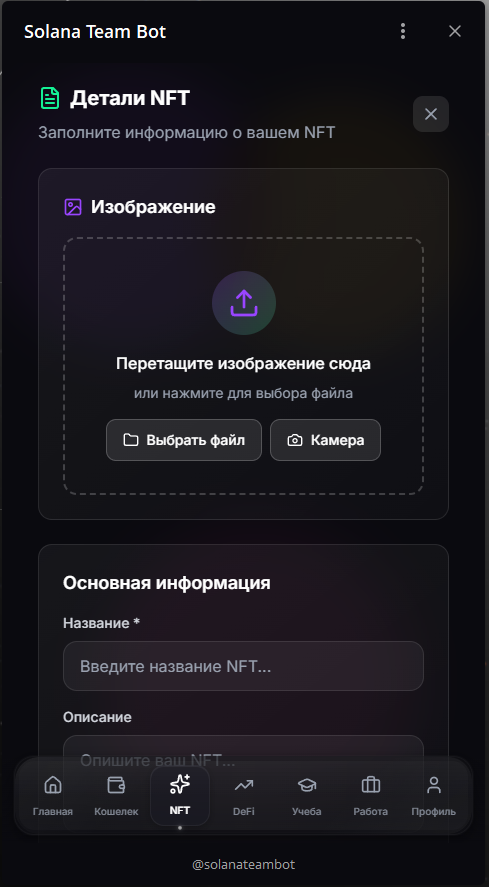 Solana Team Bot
Детали NFT
Заполните информацию о вашем NFT
Изображение
Перетащите изображение сюда
или нажмите для выбора файла
Выбрать файл
Камера
Основная информация
Название *
Введите название NFT...
Описание
Опишите ваш NFT...
Главная
Кошелек
NFT
DeFi
Учеба
Работа
Профиль
@solanateambot